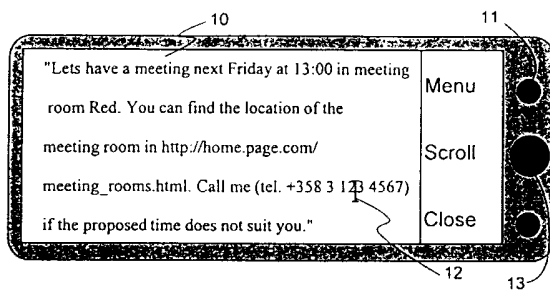 10
11
"Lets have a meeting next Friday at 13:00 in meeting
room Red. You can find the location of the
meeting room in http://home.page.com/
meeting_rooms.html. Call me (tel. +358 3 123 4567)
if the proposed time does not suit you."
Menu
Scroll
Close
12
13